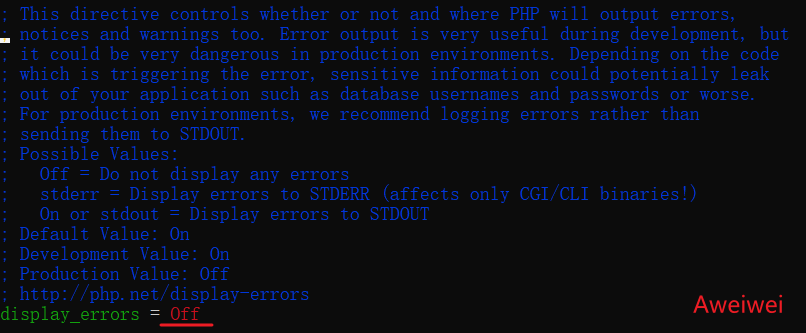 ; This directive controls whether or not and where PHP will output errors,
; notices and warnings too. Error output is very useful during development, but
; it could be very dangerous in production environments. Depending on the code
; which is triggering the error, sensitive information could potentially leak
; out of your application such as database usernames and passwords or worse.
; For production environments, we recommend logging errors rather than
; sending them to STDOUT.
; Possible Values:
;   Off = Do not display any errors
;   stderr = Display errors to STDERR (affects only CGI/CLI binaries!)
;   On or stdout = Display errors to STDOUT
; Default Value: On
; Development Value: On
; Production Value: Off
; http://php.net/display-errors
display_errors = Off
Aweiwei